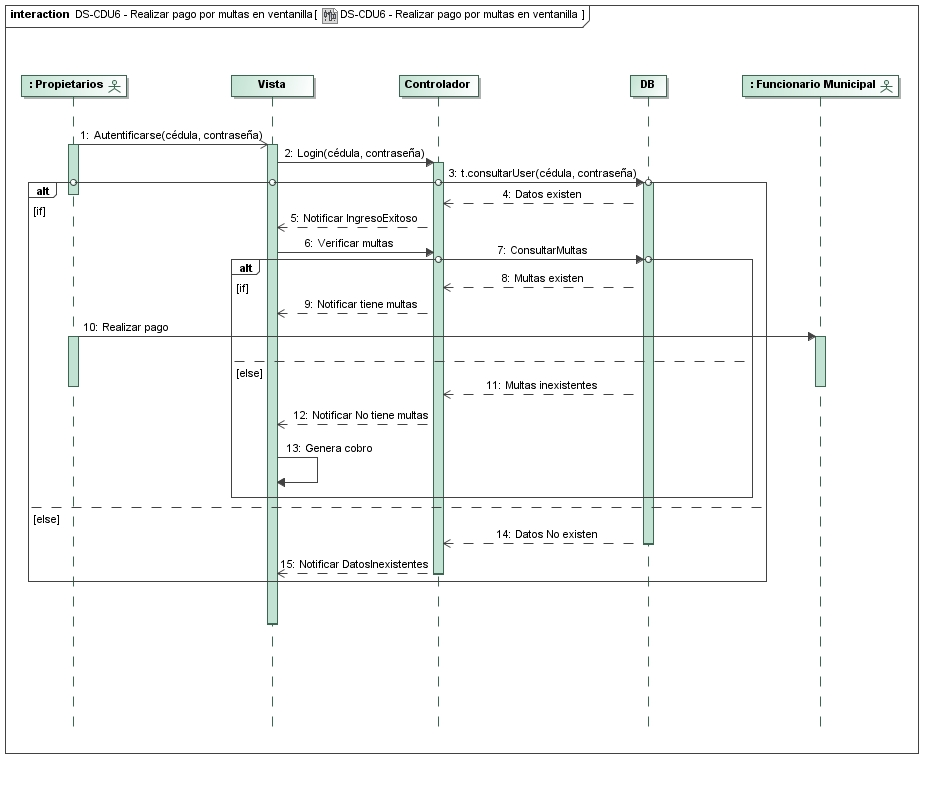 interaction DS-CDU6 - Realizar pago por multas en ventanilla [ DS-CDU6 - Realizar pago por multas en ventanilla ]
: Propietarios
Vista
Controlador
DB
: Funcionario Municipal
1: Autentificarse(cédula, contraseña)
2: Login(cédula, contraseña)
3: t.consultarUser(cédula, contraseña)
alt
4: Datos existen
[if]
5: Notificar IngresoExitoso
6: Verificar multas
7: ConsultarMultas
alt
8: Multas existen
[if]
9: Notificar tiene multas
10: Realizar pago
[else]
11: Multas inexistentes
12: Notificar No tiene multas
13: Genera cobro
[else]
14: Datos No existen
15: Notificar DatosInexistentes